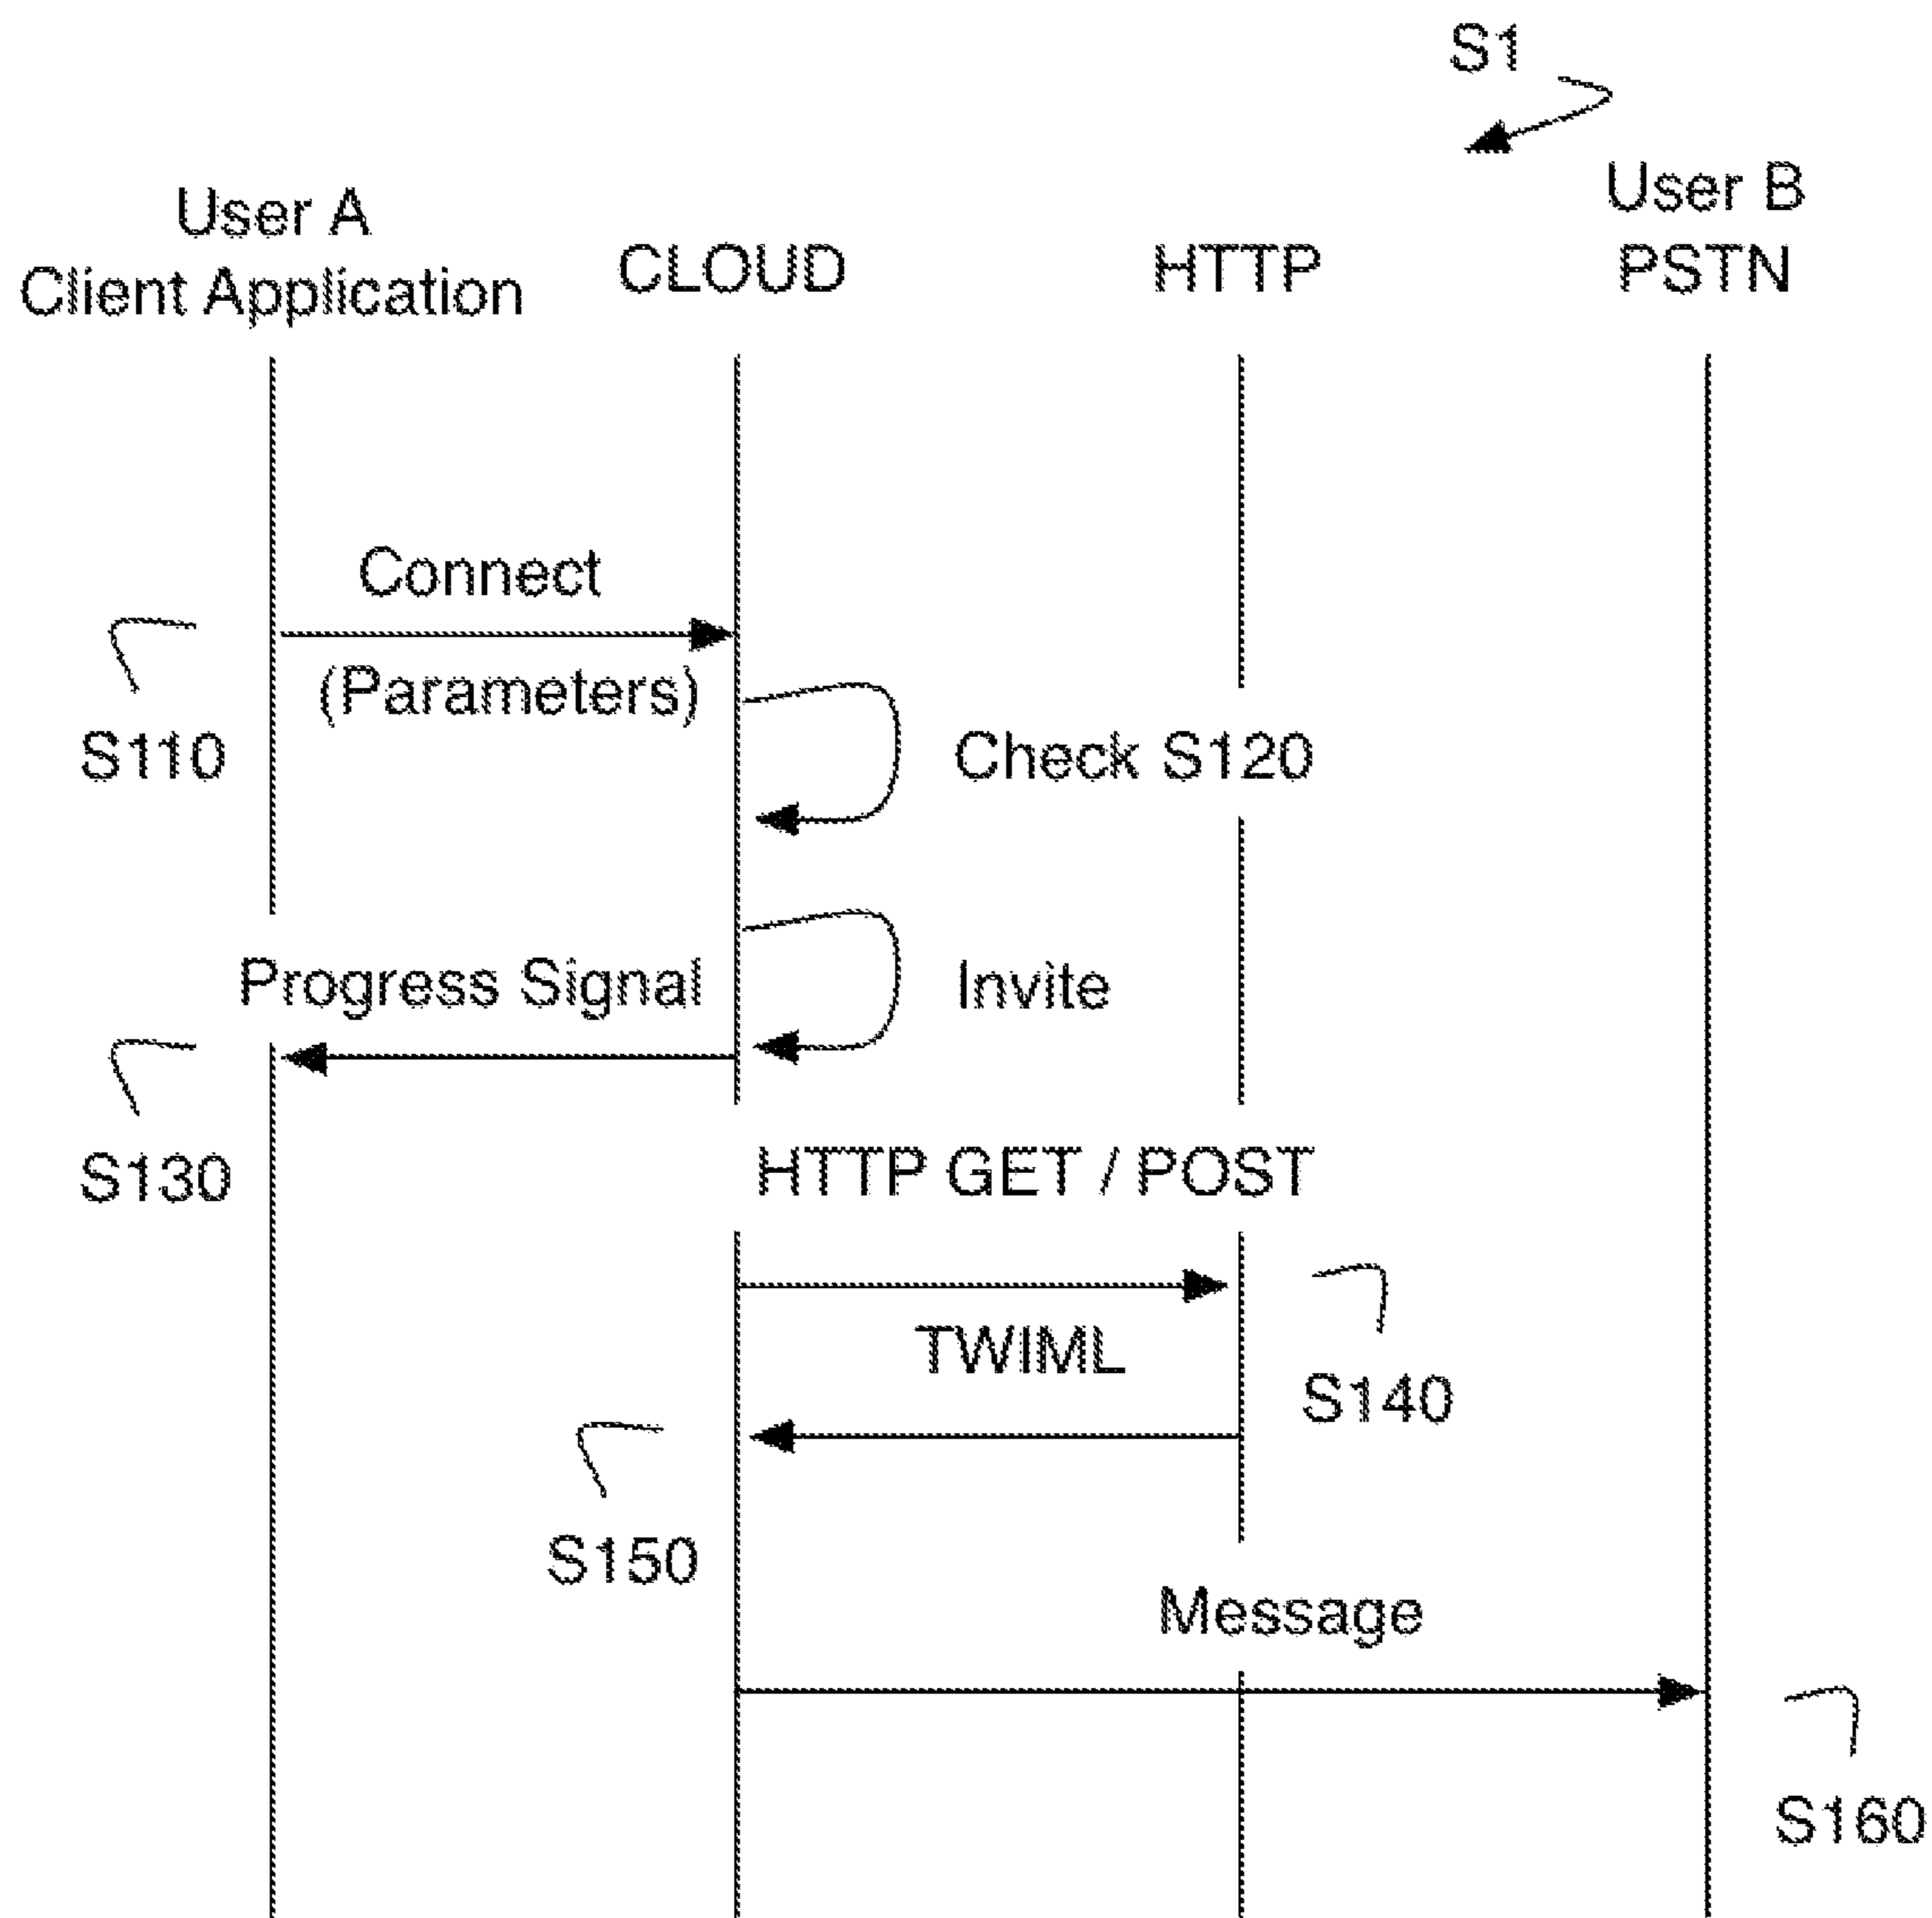 S1
User A
Client Application
CLOUD
HTTP
User B
PSTN
Connect
(Parameters)
S110
Check S120
Progress Signal
Invite
S130
HTTP GET / POST
TWIML
S140
S150
Message
S160